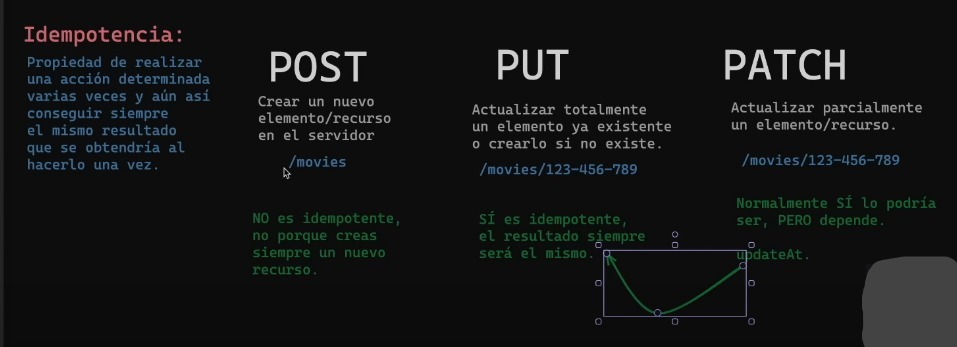 Idempotencia:
Propiedad de realizar
una acción determinada
varias veces y aún así
conseguir siempre
el mismo resultado
que se obtendría al
hacerlo una vez.
POST
Crear un nuevo
elemento/recurso
en el servidor
/movies
NO es idempotente,
no porque creas
siempre un nuevo
recurso.
PUT
Actualizar totalmente
un elemento ya existente
o crearlo si no existe.
/movies/123-456-789
SÍ es idempotente,
el resultado siempre
será el mismo.
PATCH
Actualizar parcialmente
un elemento/recurso.
/movies/123-456-789
Normalmente SÍ lo podría
ser, PERO depende.
updateAt.